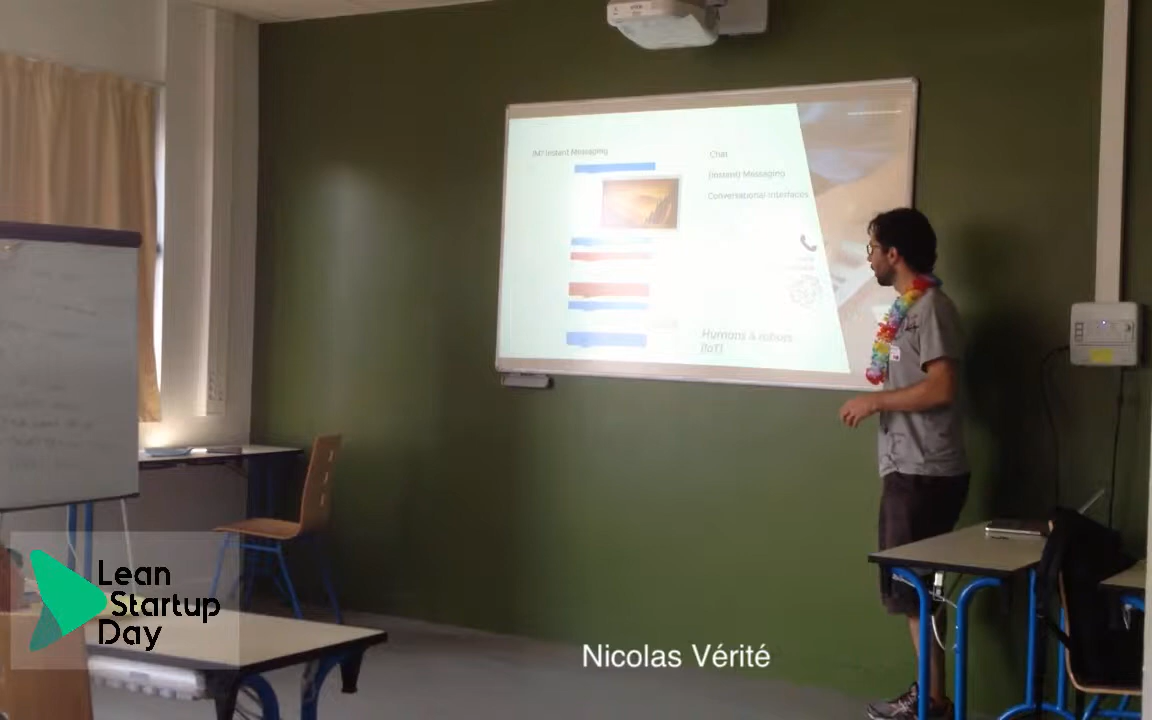 IM? Instant Messaging
Chat
(Instant) Messaging
Conversational Interfaces
Humans & robots
(IoT)
Lean
Startup
Day
Nicolas Vérité